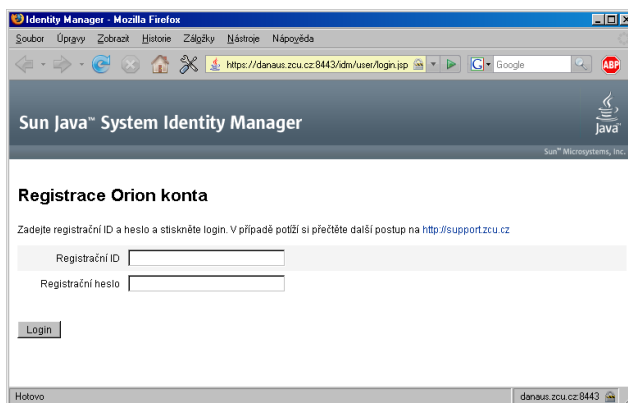 Identity Manager - Mozilla Firefox
Soubor Úpravy Zobrazit Historie Záložky Nástroje Nápověda
https://danaus.zcu.cz:8443/idm/user/login.jsp G Google ABP
Sun Java™ System Identity Manager
Java™
Sun™ Microsystems, Inc.
Registrace Orion konta
Zadejte registrační ID a heslo a stiskněte login. V případě potíží si přečtěte další postup na http://support.zcu.cz
Registrační ID
Registrační heslo
Login
Hotovo danaus.zcu.cz:8443